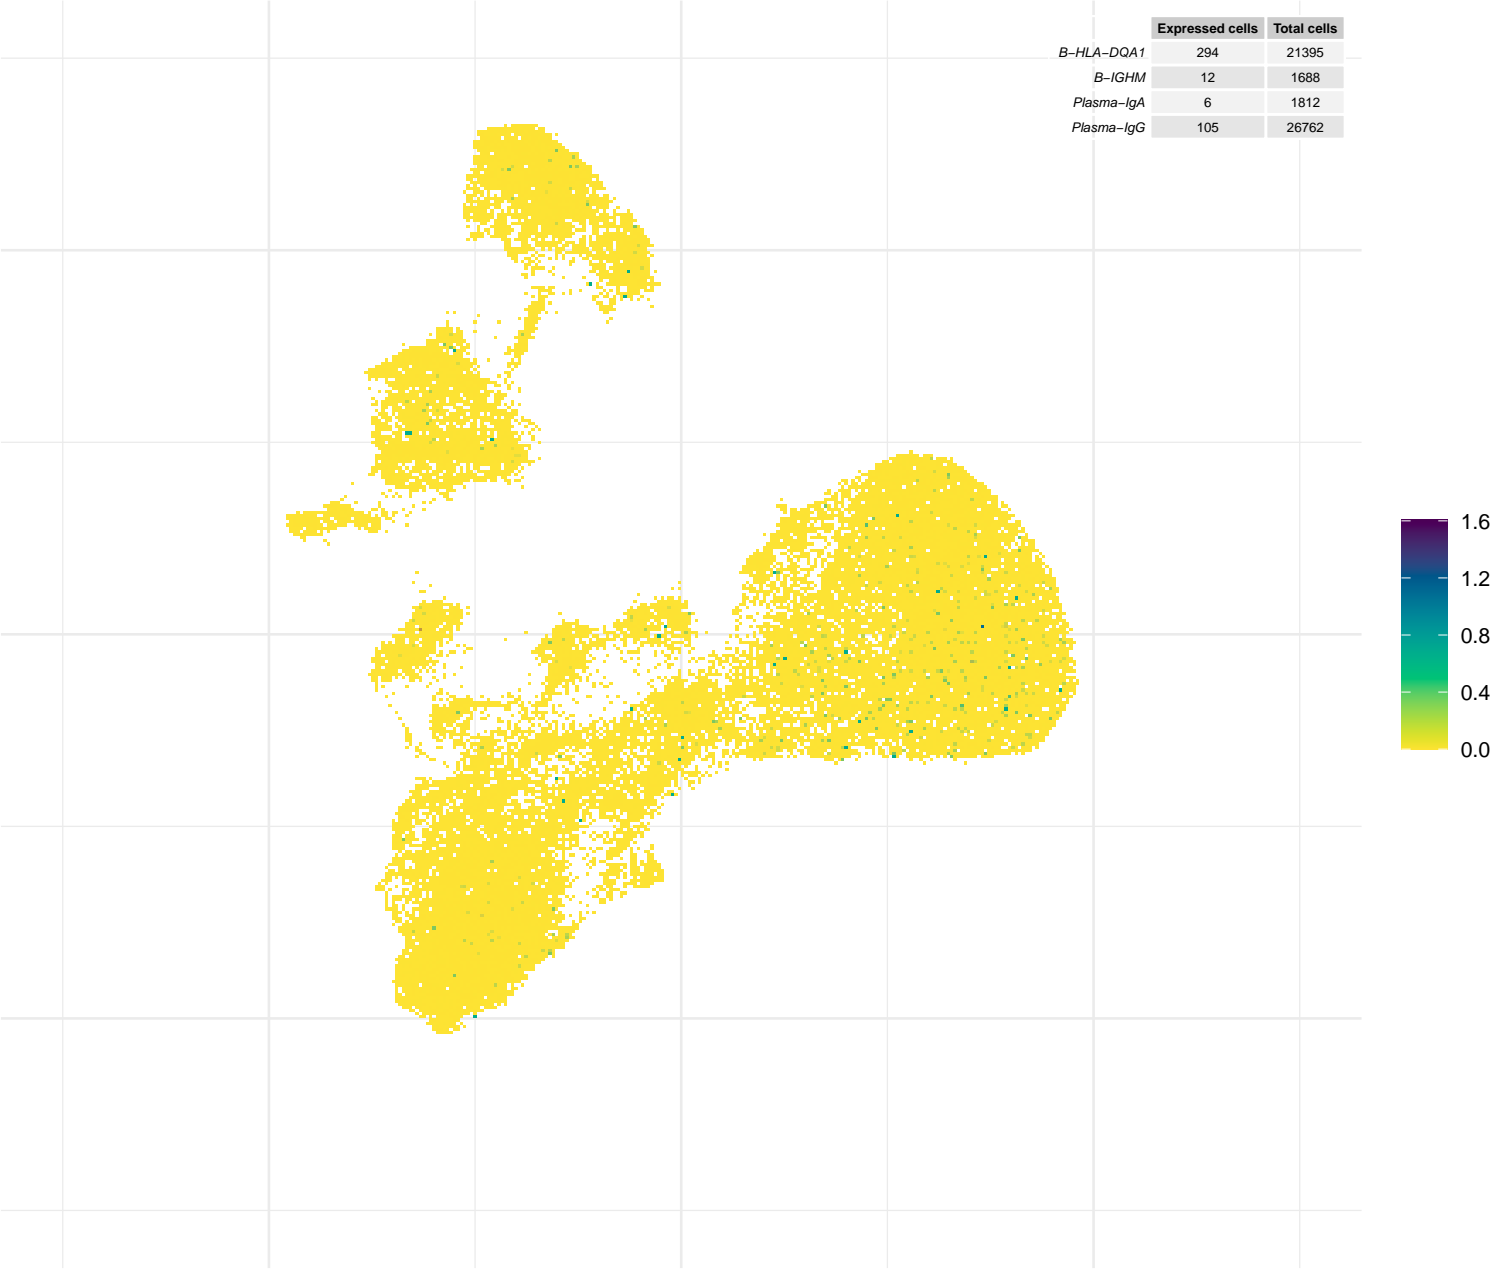 Expressed cells Total cells
B−HLA−DQA1 294 21395
B−IGHM 12 1688
Plasma−IgA 6 1812
Plasma−IgG 105 26762
1.6
1.2
0.8
0.4
0.0